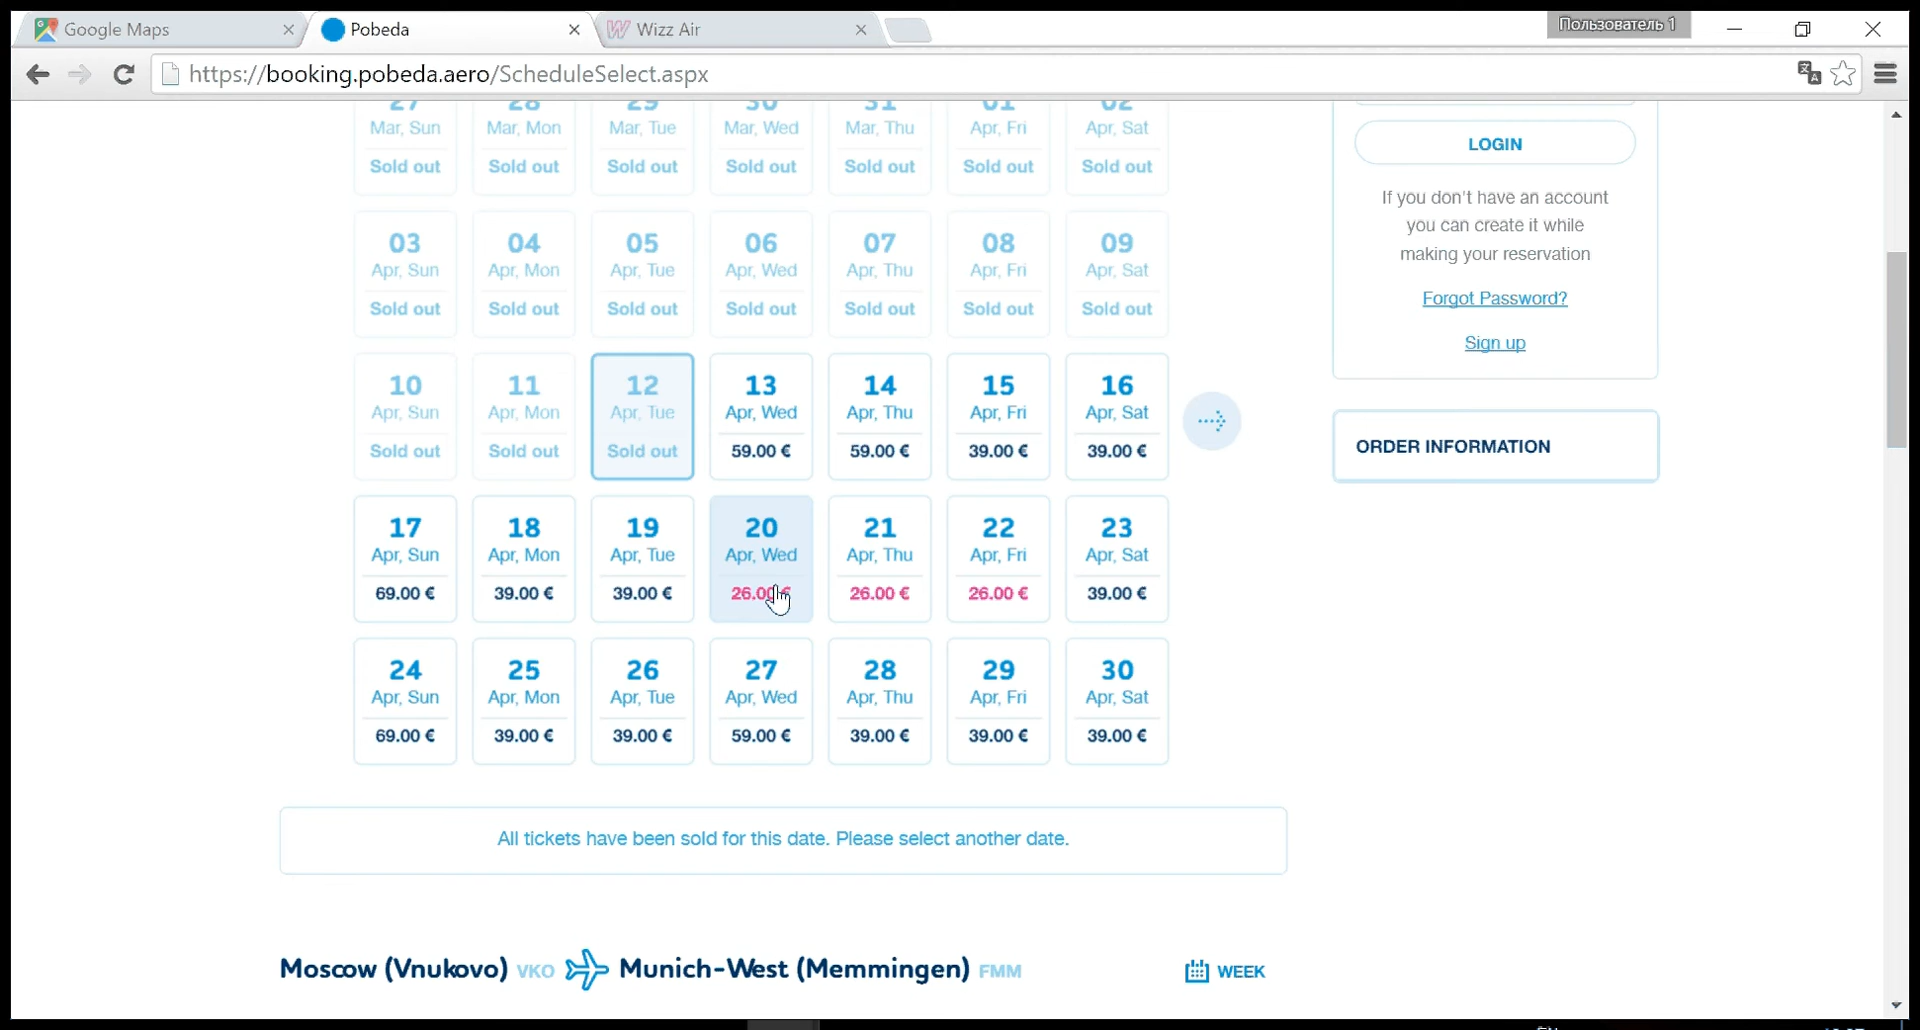 Google Maps
Pobeda
Wizz Air
Пользователь 1
https://booking.pobeda.aero/ScheduleSelect.aspx
27 28 29 30 31 01 02
Mar, Sun Mar, Mon Mar, Tue Mar, Wed Mar, Thu Apr, Fri Apr, Sat
Sold out Sold out Sold out Sold out Sold out Sold out Sold out
03 04 05 06 07 08 09
Apr, Sun Apr, Mon Apr, Tue Apr, Wed Apr, Thu Apr, Fri Apr, Sat
Sold out Sold out Sold out Sold out Sold out Sold out Sold out
10 11 12 13 14 15 16
Apr, Sun Apr, Mon Apr, Tue Apr, Wed Apr, Thu Apr, Fri Apr, Sat
Sold out Sold out Sold out 59.00 € 59.00 € 39.00 € 39.00 €
17 18 19 20 21 22 23
Apr, Sun Apr, Mon Apr, Tue Apr, Wed Apr, Thu Apr, Fri Apr, Sat
69.00 € 39.00 € 39.00 € 26.00 € 26.00 € 26.00 € 39.00 €
24 25 26 27 28 29 30
Apr, Sun Apr, Mon Apr, Tue Apr, Wed Apr, Thu Apr, Fri Apr, Sat
69.00 € 39.00 € 39.00 € 59.00 € 39.00 € 39.00 € 39.00 €
LOGIN
If you don't have an account
you can create it while
making your reservation
Forgot Password?
Sign up
ORDER INFORMATION
All tickets have been sold for this date. Please select another date.
Moscow (Vnukovo) VKO Munich-West (Memmingen) FMM
WEEK